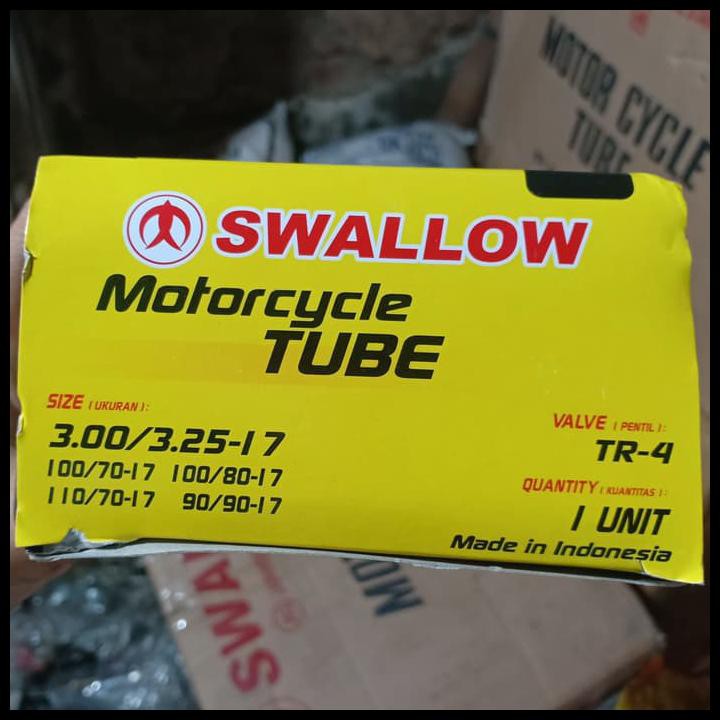 MOTOR CYCLE
TUBE
SWALLOW
Motorcycle
TUBE
SIZE (UKURAN):
3.00/3.25-17
100/70-17 100/80-17
110/70-17 90/90-17
VALVE (PENTIL):
TR-4
QUANTITY (KUANTITAS):
1 UNIT
Made in Indonesia